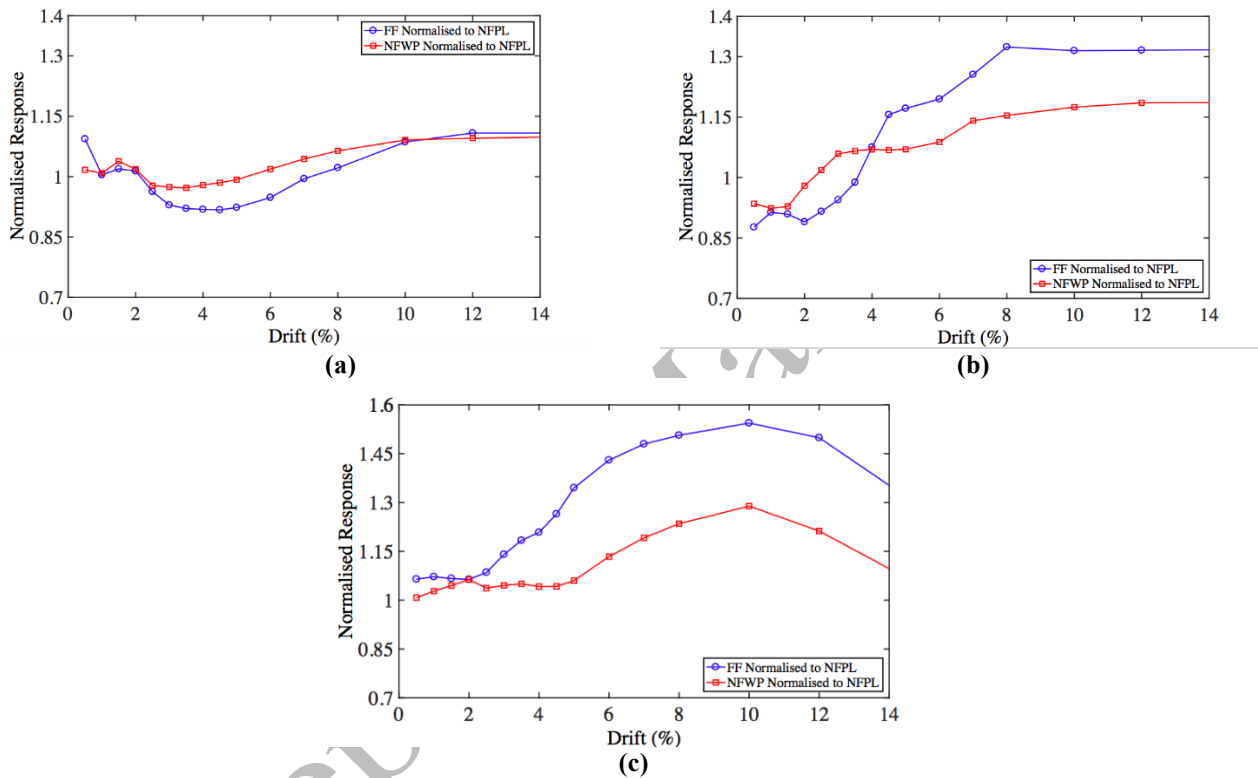 1.4
1.3
1.15
1
0.85
0.7
Normalised Response
FF Normalised to NFPL
NFWP Normalised to NFPL
0 2 4 6 8 10 12 14
Drift (%)
(a)
1.4
1.3
1.15
1
0.85
0.7
Normalised Response
FF Normalised to NFPL
NFWP Normalised to NFPL
0 2 4 6 8 10 12 14
Drift (%)
(b)
1.6
1.45
1.3
1.15
1
0.85
0.7
Normalised Response
FF Normalised to NFPL
NFWP Normalised to NFPL
0 2 4 6 8 10 12 14
Drift (%)
(c)